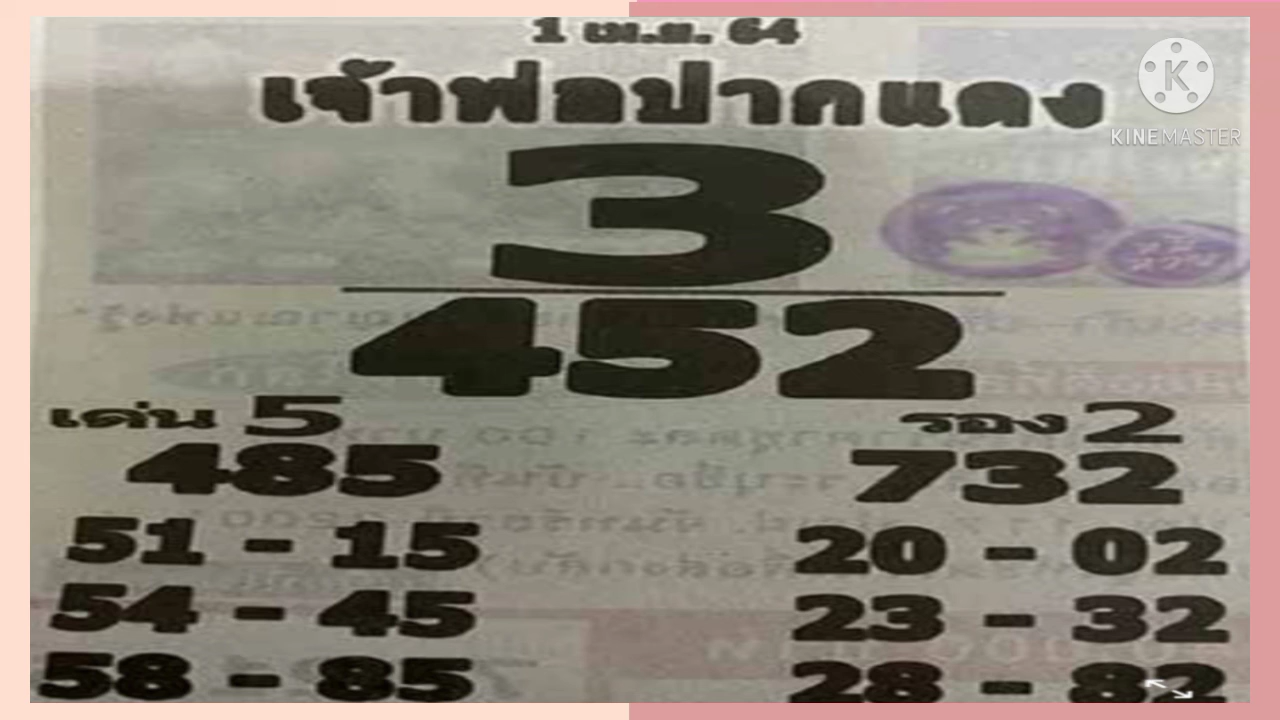 1 เม.ย. 64
เจ้าพ่อปากแดง
KINEMASTER
3
452
เด่น 5
รอง 2
485
732
51 - 15
20 - 02
54 - 45
23 - 32
58 - 85
28 - 82